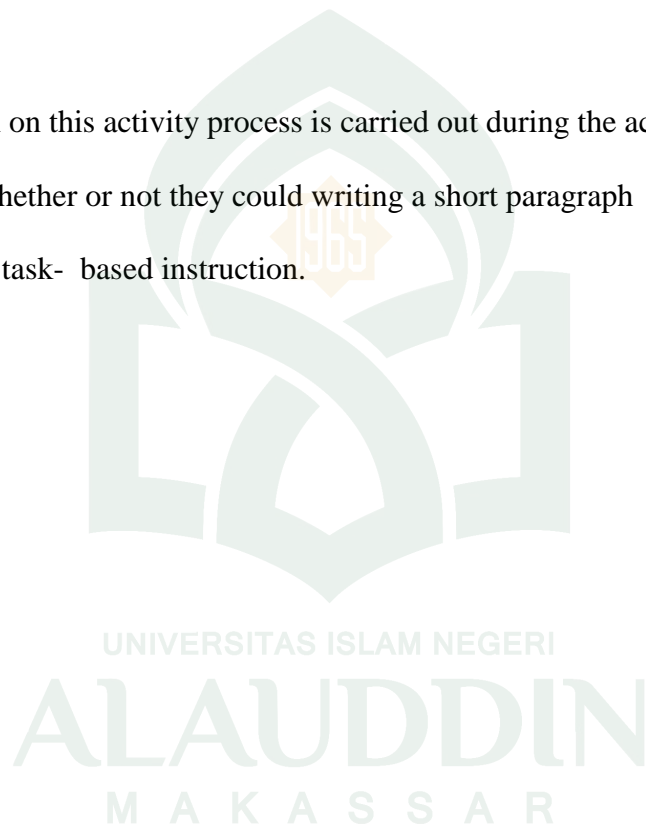 on this activity process is carried out during the
hether or not they could writing a short paragraph
task- based instruction.
1965
UNIVERSITAS ISLAM NEGERI
ALAUDDIN
MAKASSAR